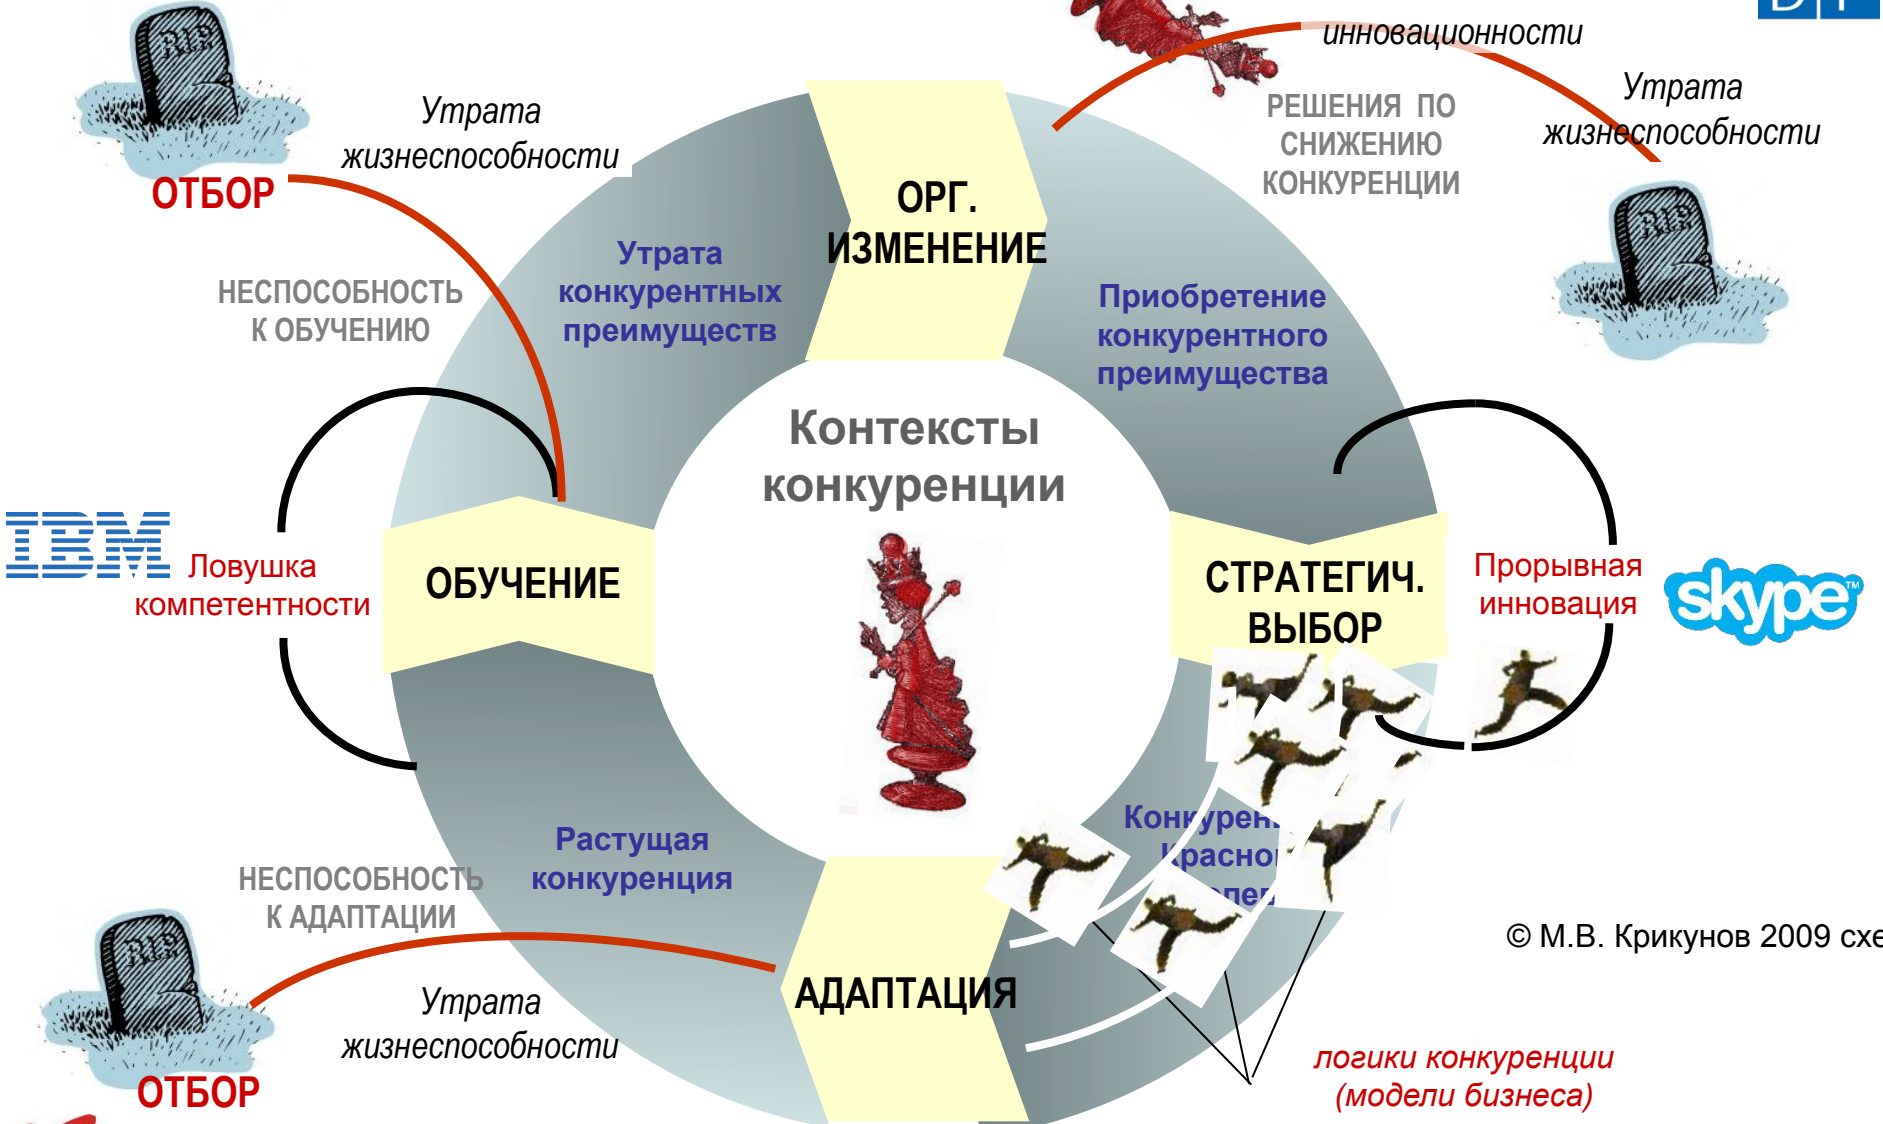 инновационности
Утрата
жизнеспособности
РЕШЕНИЯ ПО
СНИЖЕНИЮ
КОНКУРЕНЦИИ
Утрата
жизнеспособности
ОТБОР
ОРГ.
ИЗМЕНЕНИЕ
Утрата
конкурентных
преимуществ
НЕСПОСОБНОСТЬ
К ОБУЧЕНИЮ
Приобретение
конкурентного
преимущества
Контексты
конкуренции
IBM
Ловушка
компетентности
ОБУЧЕНИЕ
СТРАТЕГИЧ.
ВЫБОР
Прорывная
инновация
skype™
Растущая
конкуренция
НЕСПОСОБНОСТЬ
К АДАПТАЦИИ
© М.В. Крикунов 2009
АДАПТАЦИЯ
Утрата
жизнеспособности
ОТБОР
логики конкуренции
(модели бизнеса)
R.I.P.
R.I.P.
R.I.P.